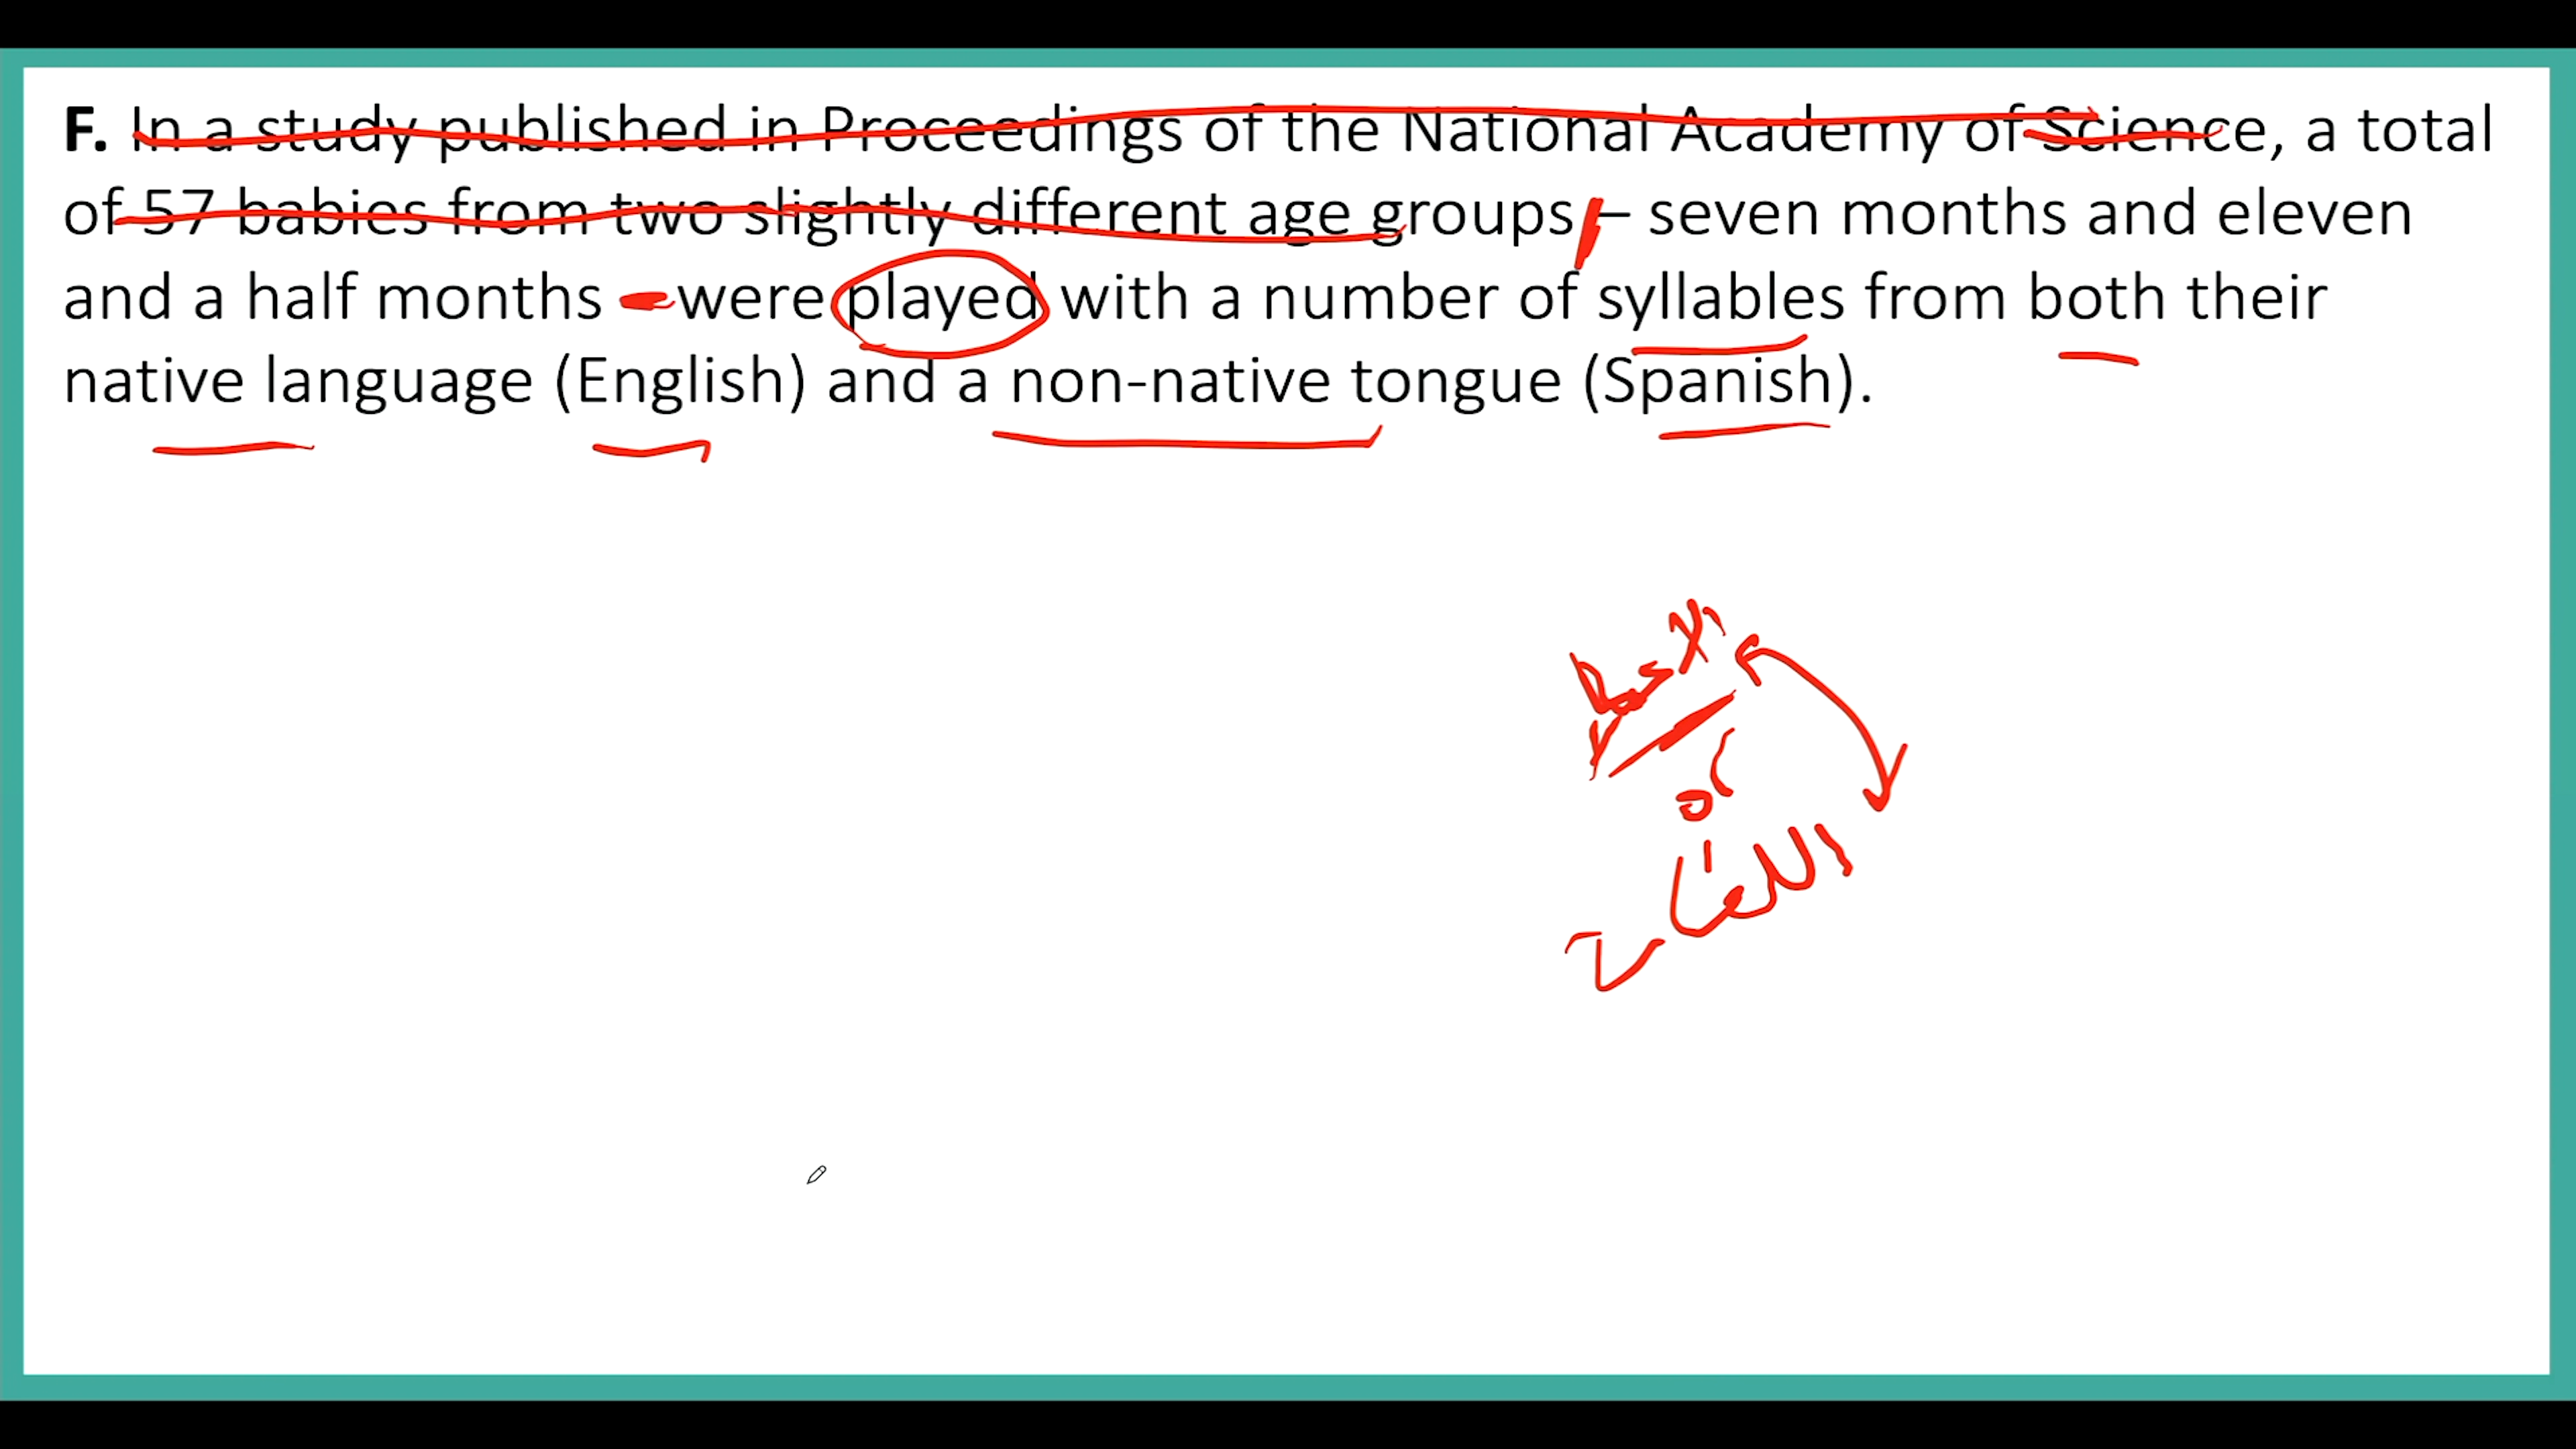 F. In a study published in Proceedings of the National Academy of Science, a total
of 57 babies from two slightly different age groups – seven months and eleven
and a half months – were played with a number of syllables from both their
native language (English) and a non-native tongue (Spanish).
or